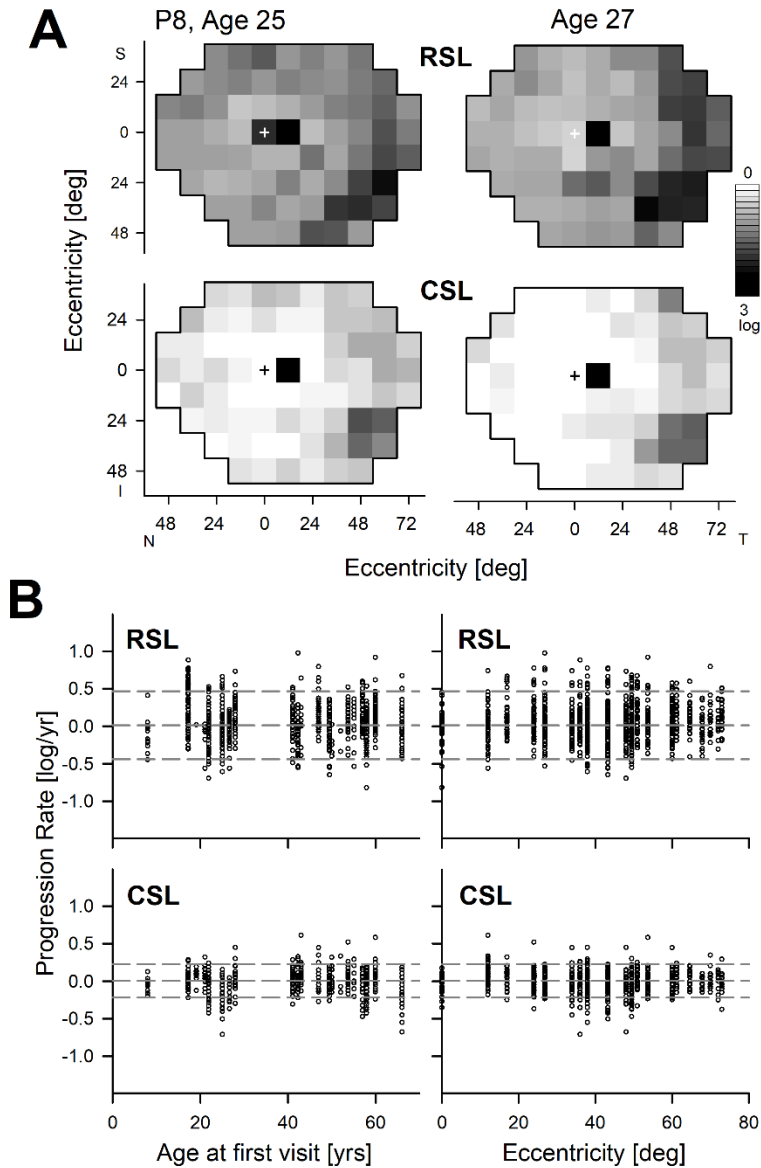 A
P8, Age 25
Age 27
RSL
S
24
0
24
48
0
3
log
CSL
24
0
24
48
I
48 24 0 24 48 72
48 24 0 24 48 72
N
T
Eccentricity [deg]
Eccentricity [deg]
B
RSL
RSL
1.0
0.5
0.0
-0.5
-1.0
CSL
CSL
1.0
0.5
0.0
-0.5
-1.0
Progression Rate [log/yr]
0 20 40 60
0 20 40 60 80
Age at first visit [yrs]
Eccentricity [deg]